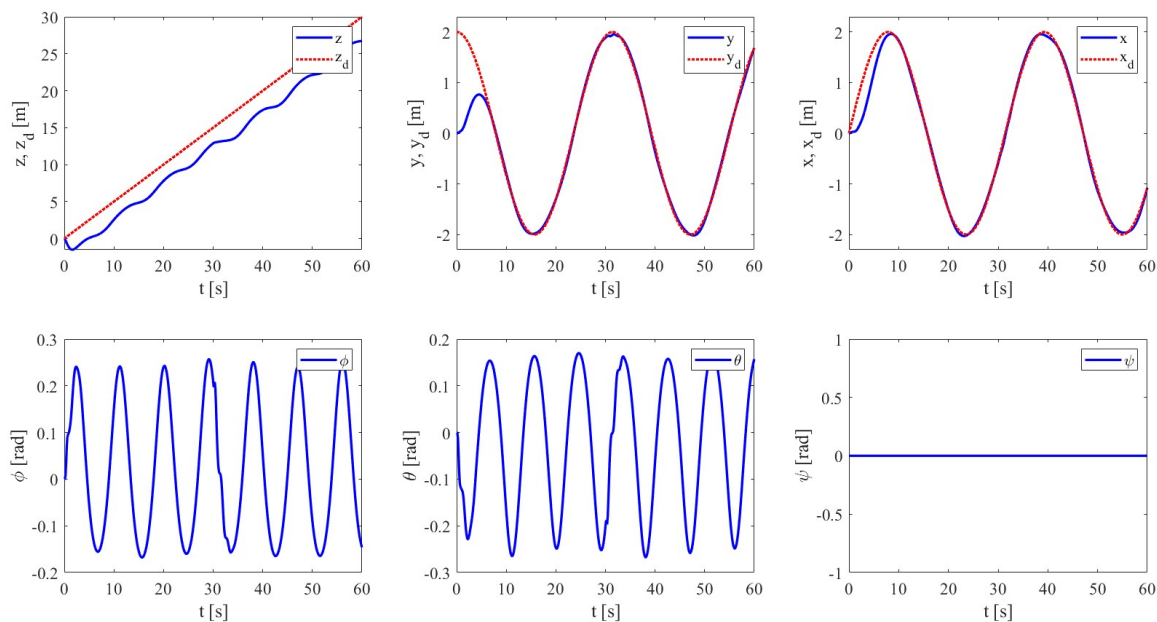 z, z_d [m]
30
25
20
15
10
5
0
z
z_d
0 10 20 30 40 50 60
t [s]
y, y_d [m]
2
1
0
-1
-2
y
y_d
0 10 20 30 40 50 60
t [s]
x, x_d [m]
2
1
0
-1
-2
x
x_d
0 10 20 30 40 50 60
t [s]
ϕ [rad]
0.3
0.2
0.1
0
-0.1
-0.2
ϕ
0 10 20 30 40 50 60
t [s]
θ [rad]
0.2
0.1
0
-0.1
-0.2
-0.3
θ
0 10 20 30 40 50 60
t [s]
ψ [rad]
1
0.5
0
-0.5
-1
ψ
0 10 20 30 40 50 60
t [s]